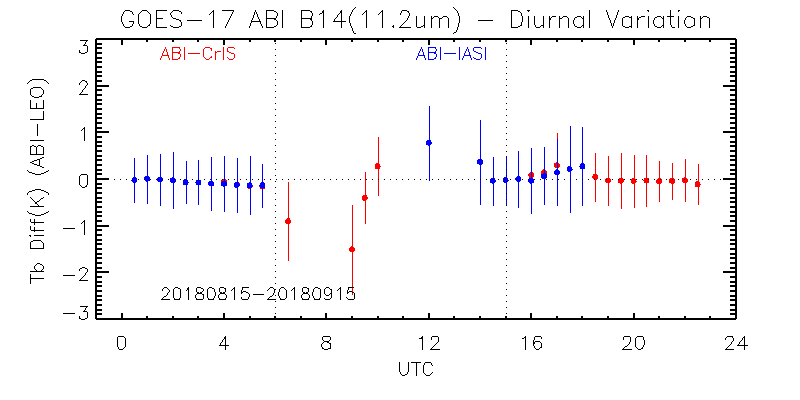 GOES-17 ABI B14(11.2um) - Diurnal Variation
ABI-CrIS
ABI-IASI
Tb Diff(K) (ABI-LEO)
3
2
1
0
-1
-2
-3
20180815-20180915
0 4 8 12 16 20 24
UTC